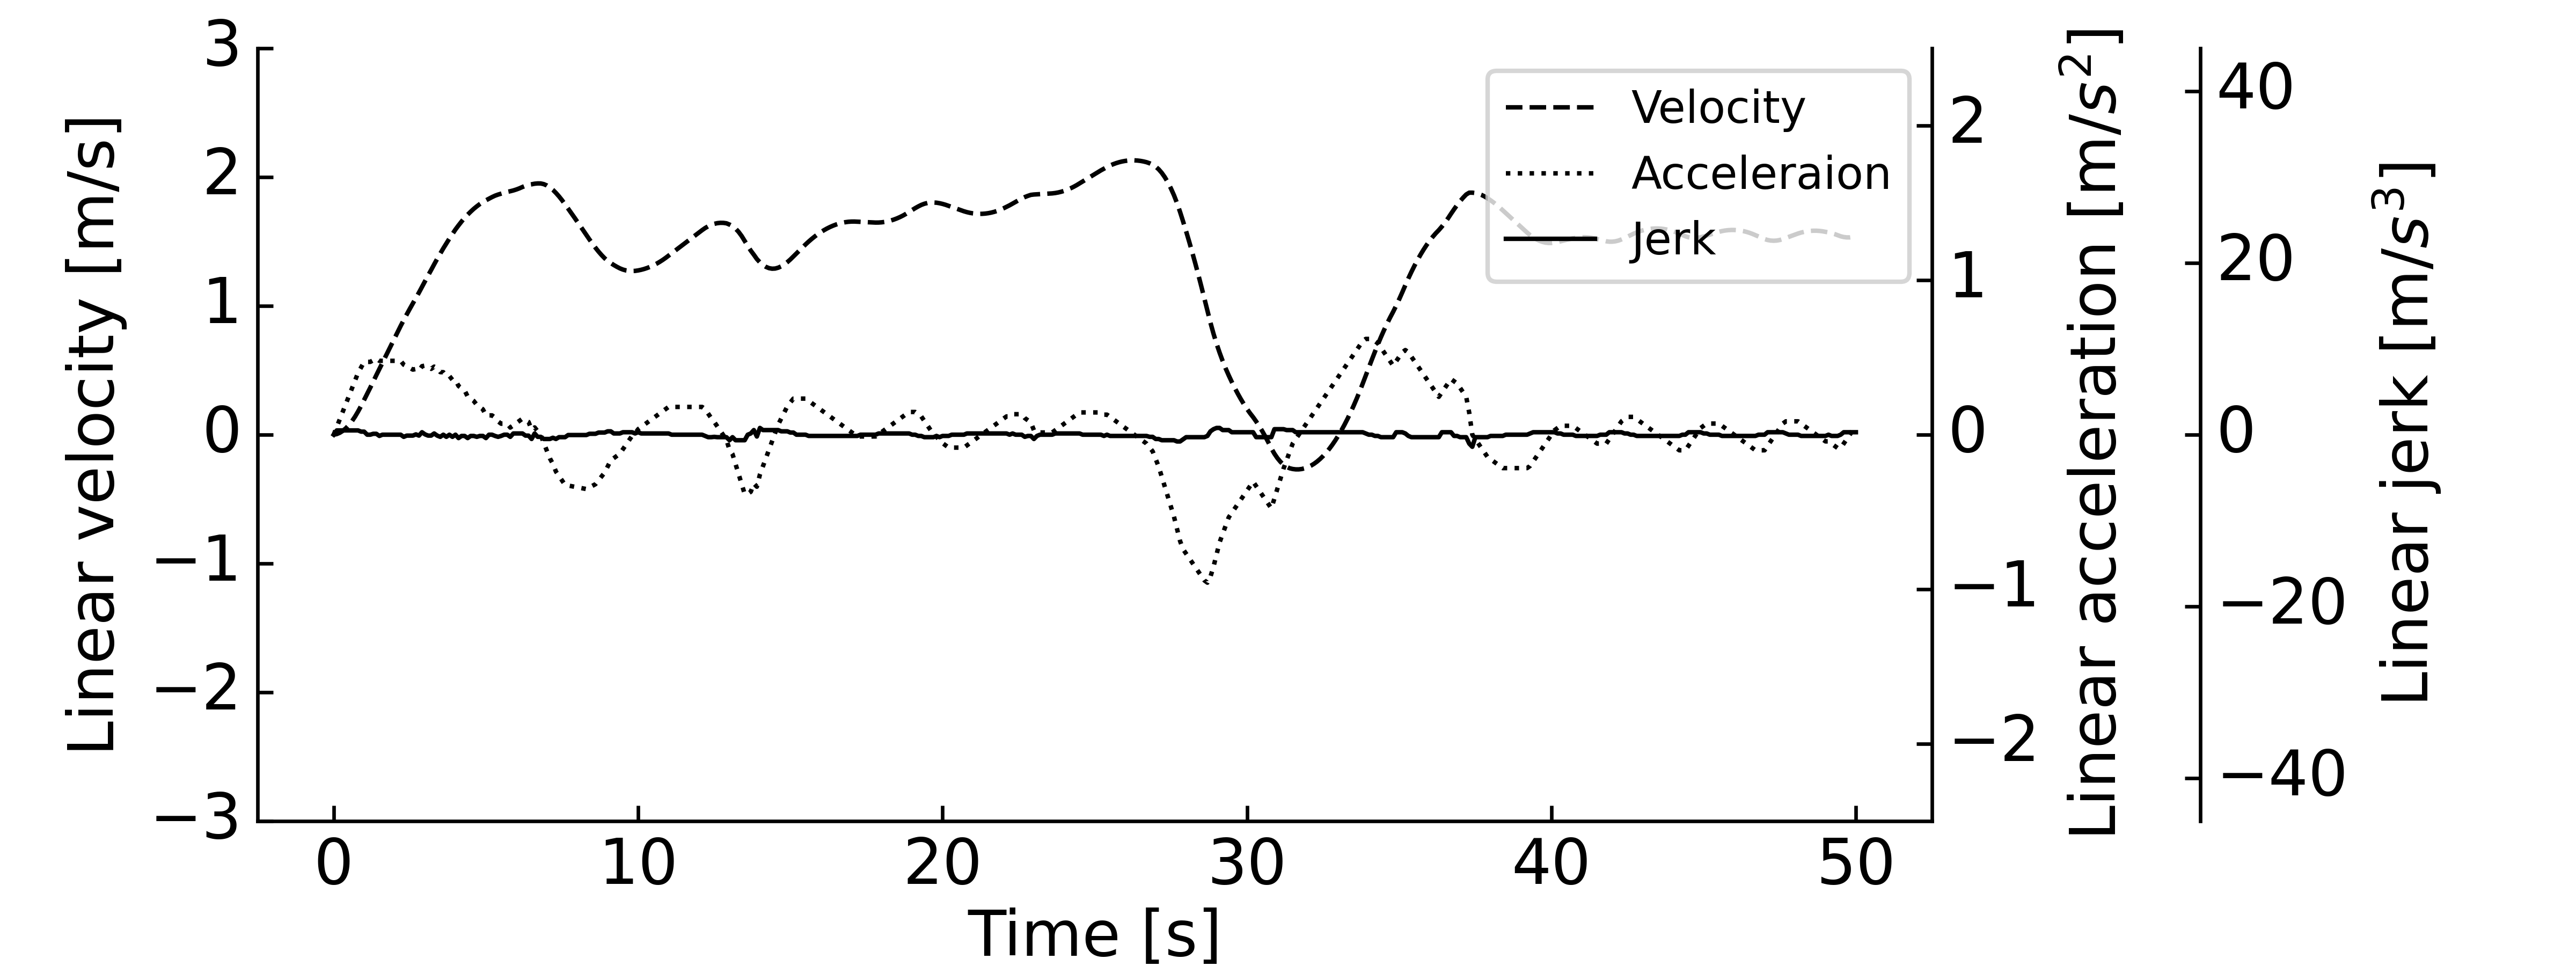 Linear velocity [m/s]
3
2
1
0
−1
−2
−3
0 10 20 30 40 50
Time [s]
Velocity
Acceleraion
Jerk
2
1
0
−1
−2
Linear acceleration [m/s²]
40
20
0
−20
−40
Linear jerk [m/s³]